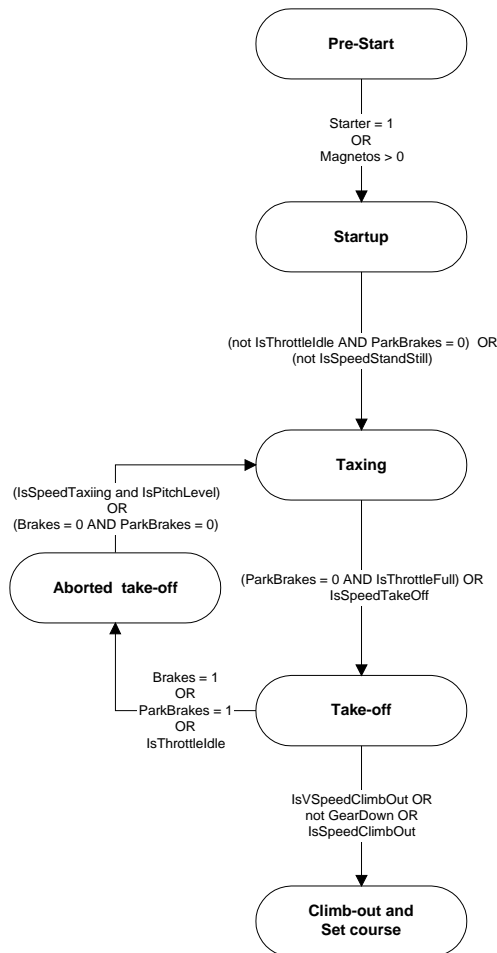 Pre-Start
Starter = 1
OR
Magnetos > 0
Startup
(not IsThrottleIdle AND ParkBrakes = 0)  OR
(not IsSpeedStandStill)
Taxing
(IsSpeedTaxiing and IsPitchLevel)
OR
(Brakes = 0 AND ParkBrakes = 0)
Aborted  take-off
(ParkBrakes = 0 AND IsThrottleFull) OR
IsSpeedTakeOff
Brakes = 1
OR
ParkBrakes = 1
OR
IsThrottleIdle
Take-off
IsVSpeedClimbOut OR
not GearDown OR
IsSpeedClimbOut
Climb-out and
Set course